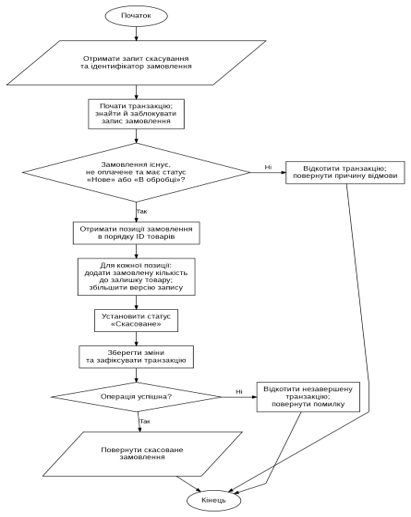 Початок
Отримати запит скасування
та ідентифікатор замовлення
Почати транзакцію;
знайти й заблокувати
запис замовлення
Замовлення існує,
не оплачене та має статус
«Нове» або «В обробці»?
Ні
Відкотити транзакцію;
повернути причину відмови
Так
Отримати позиції замовлення
в порядку ID товарів
Для кожної позиції:
додати замовлену кількість
до залишку товару;
збільшити версію запису
Установити статус
«Скасоване»
Зберегти зміни
та зафіксувати транзакцію
Операція успішна?
Ні
Відкотити незавершену
транзакцію;
повернути помилку
Так
Повернути скасоване
замовлення
Кінець